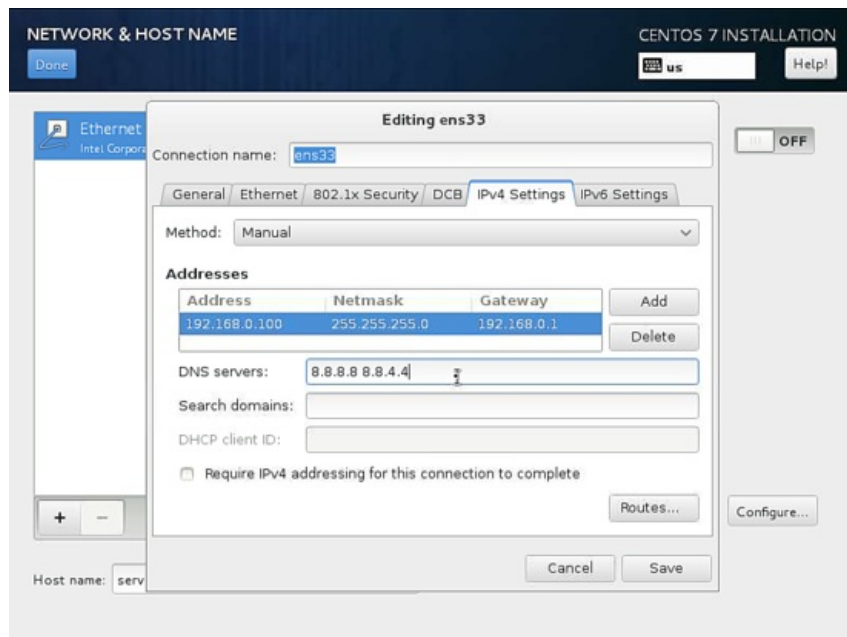 NETWORK & HOST NAME
CENTOS 7 INSTALLATION
Done
us
Help!
Ethernet
Intel Corpora
OFF
Editing ens33
Connection name: ens33
General Ethernet 802.1x Security DCB IPv4 Settings IPv6 Settings
Method: Manual
Addresses
Address Netmask Gateway
192.168.0.100 255.255.255.0 192.168.0.1
Add
Delete
DNS servers: 8.8.8.8 8.8.4.4
Search domains:
DHCP client ID:
Require IPv4 addressing for this connection to complete
Routes...
Configure...
Cancel Save
Host name: serv